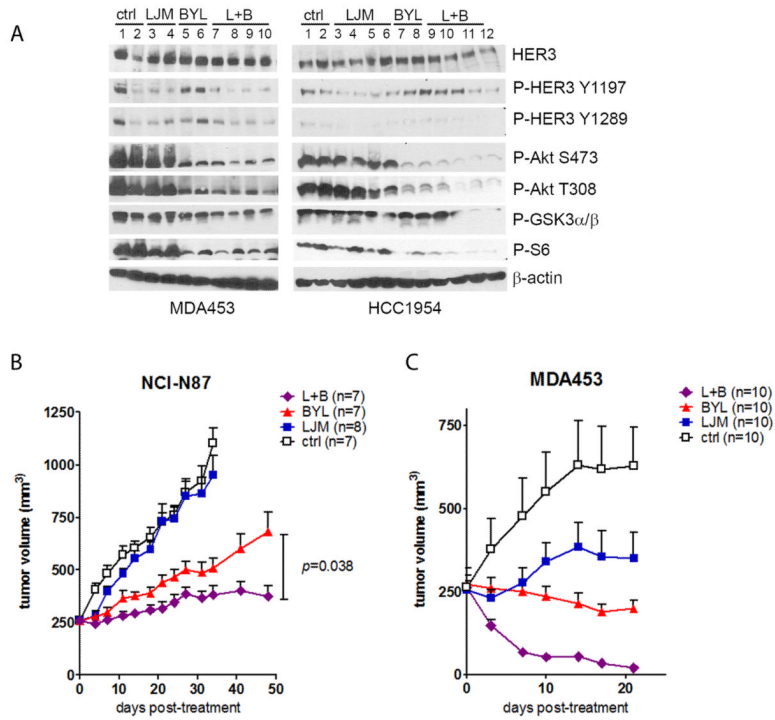 A
ctrl LJM BYL L+B ctrl LJM BYL L+B
1 2 3 4 5 6 7 8 9 10 1 2 3 4 5 6 7 8 9 10 11 12
HER3
P-HER3 Y1197
P-HER3 Y1289
P-Akt S473
P-Akt T308
P-GSK3α/β
P-S6
β-actin
MDA453 HCC1954
B
NCI-N87
L+B (n=7)
BYL (n=7)
LJM (n=8)
ctrl (n=7)
1250
1000
750
500
250
0
tumor volume (mm³)
p=0.038
0 10 20 30 40 50
days post-treatment
C
MDA453
L+B (n=10)
BYL (n=10)
LJM (n=10)
ctrl (n=10)
750
500
250
0
tumor volume (mm³)
0 10 20
days post-treatment